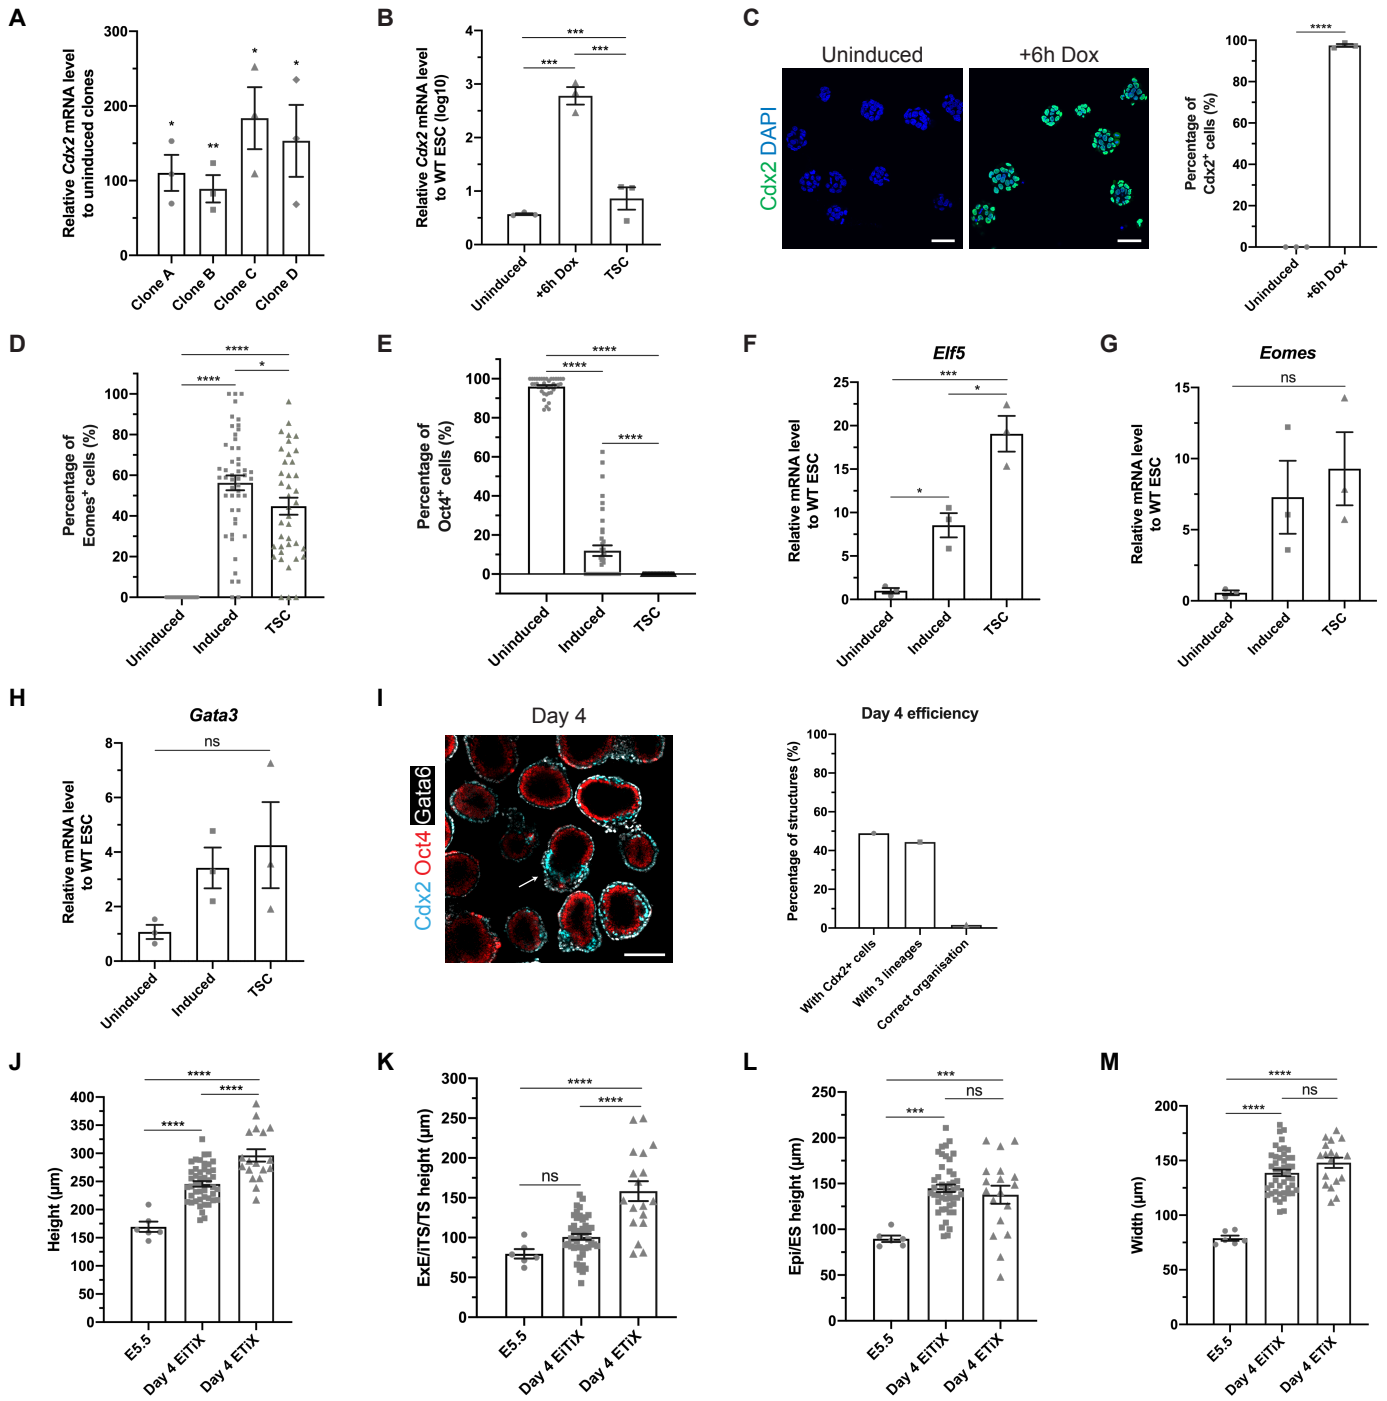 A
Relative Cdx2 mRNA level
to uninduced clones
300
200
100
0
*
**
*
*
Clone A
Clone B
Clone C
Clone D
B
Relative Cdx2 mRNA level
to WT ESC (log10)
4
3
2
1
0
***
***
***
Uninduced
+6h Dox
TSC
C
Cdx2 DAPI
Uninduced
+6h Dox
Percentage of
Cdx2+ cells (%)
100
80
60
40
20
0
****
Uninduced
+6h Dox
D
Percentage of
Eomes+ cells (%)
100
80
60
40
20
0
****
****
*
Uninduced
Induced
TSC
E
Percentage of
Oct4+ cells (%)
100
80
60
40
20
0
****
****
****
Uninduced
Induced
TSC
F
Elf5
Relative mRNA level
to WT ESC
25
20
15
10
5
0
***
*
*
Uninduced
Induced
TSC
G
Eomes
Relative mRNA level
to WT ESC
15
10
5
0
ns
Uninduced
Induced
TSC
H
Gata3
Relative mRNA level
to WT ESC
8
6
4
2
0
ns
Uninduced
Induced
TSC
I
Day 4
Cdx2 Oct4 Gata6
Day 4 efficiency
Percentage of structures (%)
100
80
60
40
20
0
With Cdx2+ cells
With 3 lineages
Correct organisation
J
Height (µm)
400
350
300
250
200
150
100
50
0
****
****
****
E5.5
Day 4 EiTiX
Day 4 ETiX
K
ExE/iTS/TS height (µm)
300
250
200
150
100
50
0
****
****
ns
E5.5
Day 4 EiTiX
Day 4 ETiX
L
Epi/ES height (µm)
250
200
150
100
50
0
***
ns
***
E5.5
Day 4 EiTiX
Day 4 ETiX
M
Width (µm)
200
150
100
50
0
****
ns
****
E5.5
Day 4 EiTiX
Day 4 ETiX